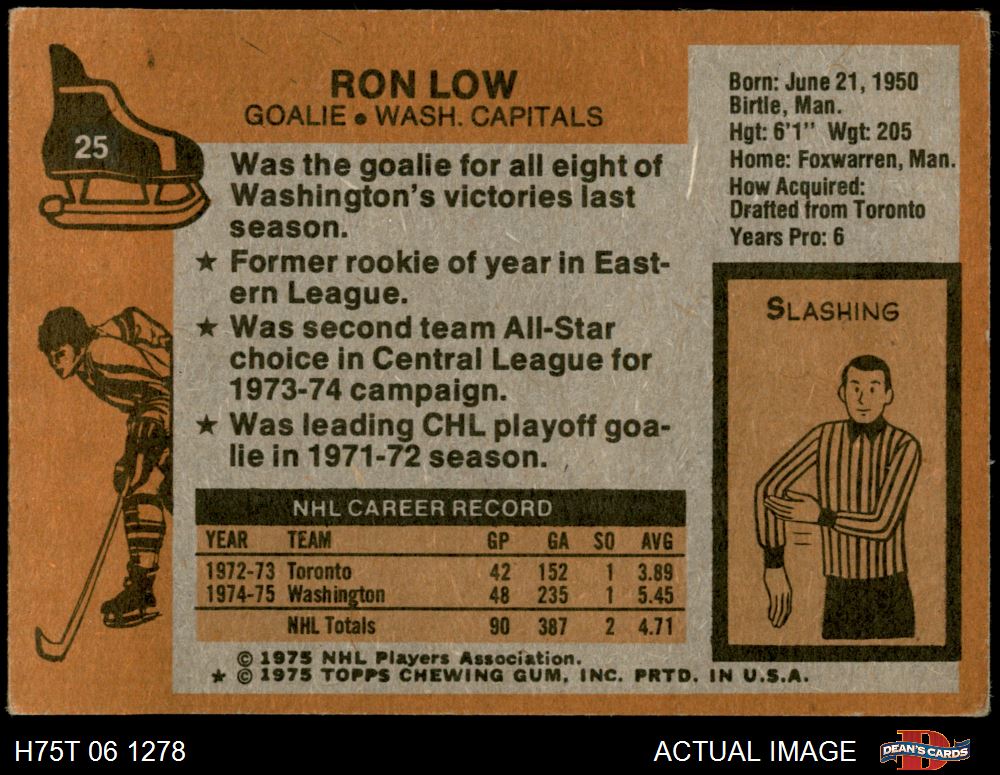 25
RON LOW
GOALIE • WASH. CAPITALS
Was the goalie for all eight of
Washington's victories last
season.
★ Former rookie of year in East-
ern League.
★ Was second team All-Star
choice in Central League for
1973-74 campaign.
★ Was leading CHL playoff goa-
lie in 1971-72 season.
NHL CAREER RECORD
YEAR TEAM GP GA SO AVG
1972-73 Toronto 42 152 1 3.89
1974-75 Washington 48 235 1 5.45
NHL Totals 90 387 2 4.71
© 1975 NHL Players Association.
★ © 1975 TOPPS CHEWING GUM, INC. PRTD. IN U.S.A.
Born: June 21, 1950
Birtle, Man.
Hgt: 6'1" Wgt: 205
Home: Foxwarren, Man.
How Acquired:
Drafted from Toronto
Years Pro: 6
SLASHING
H75T 06 1278
ACTUAL IMAGE
D
DEAN'S CARDS